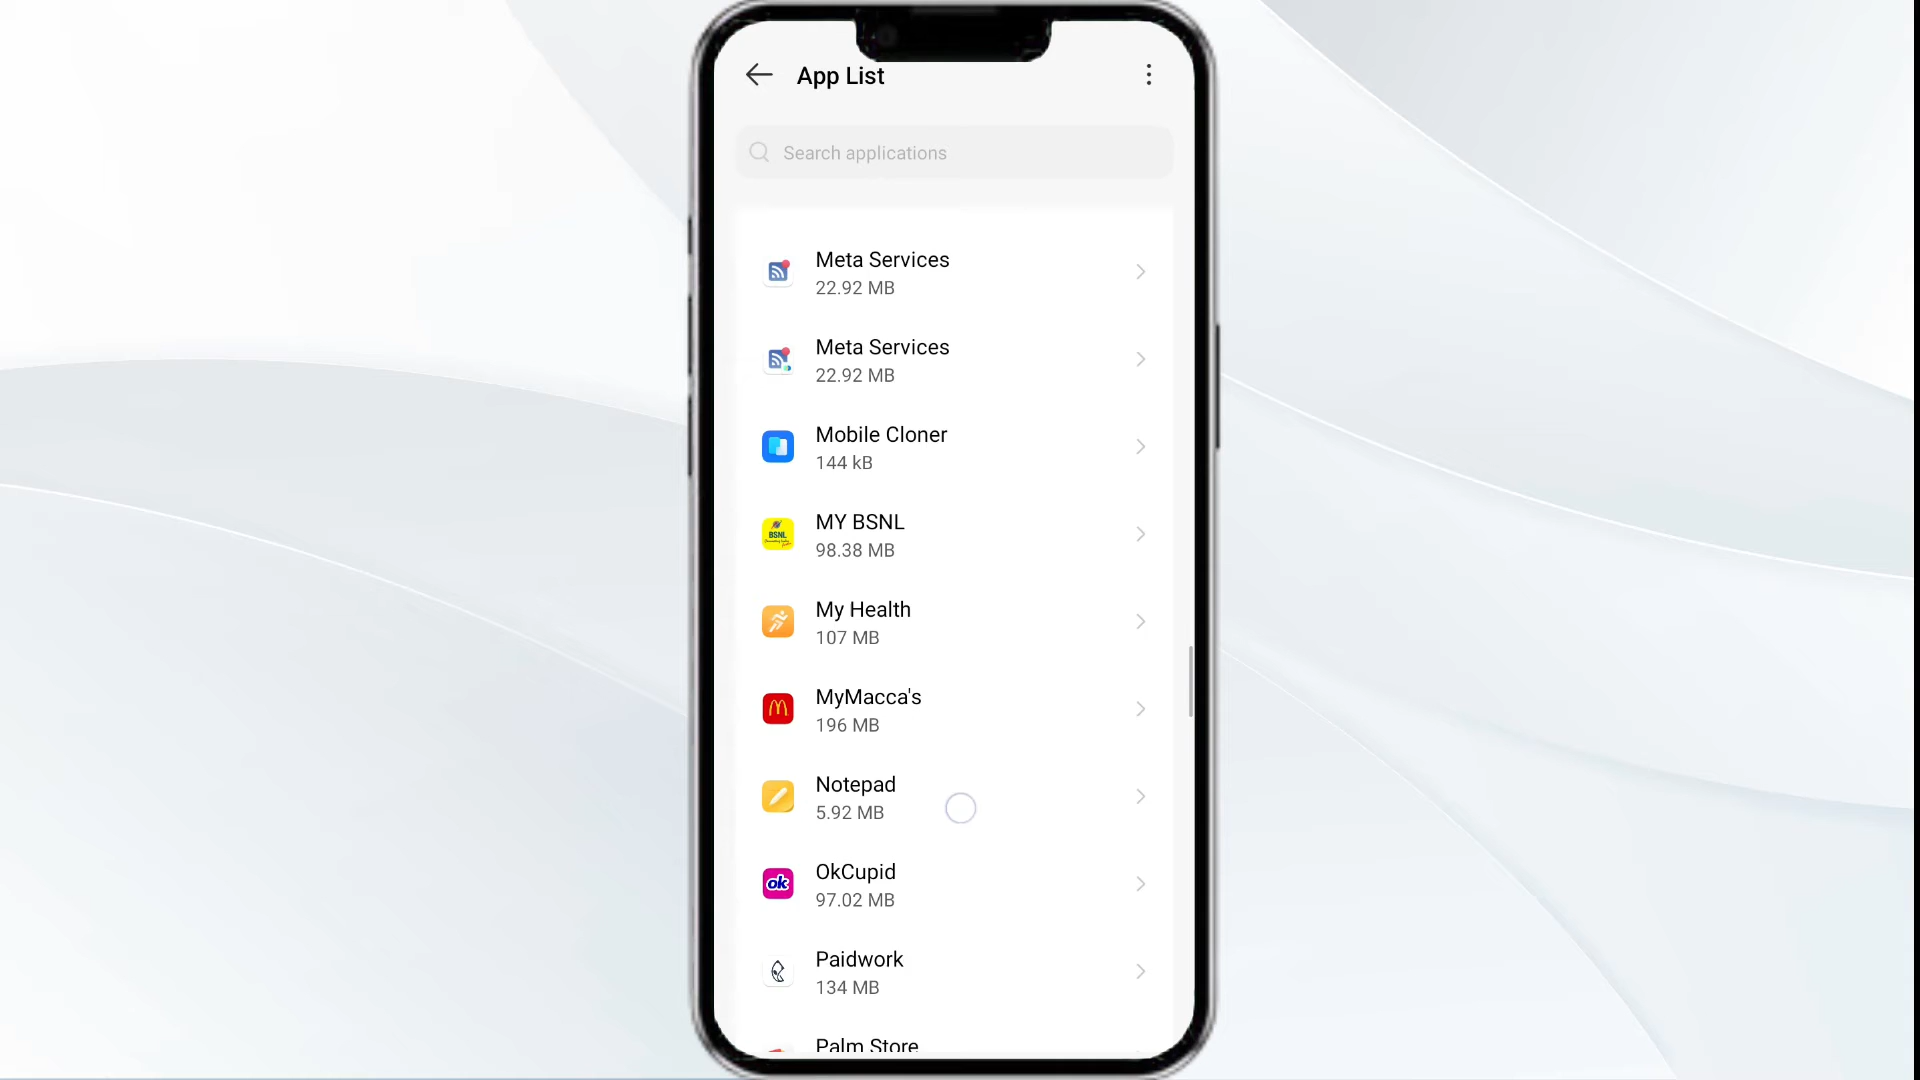 App List
Search applications
Meta Services
22.92 MB
Meta Services
22.92 MB
Mobile Cloner
144 kB
MY BSNL
98.38 MB
BSNL
My Health
107 MB
MyMacca's
196 MB
Notepad
5.92 MB
OkCupid
97.02 MB
ok
Paidwork
134 MB
Palm Store